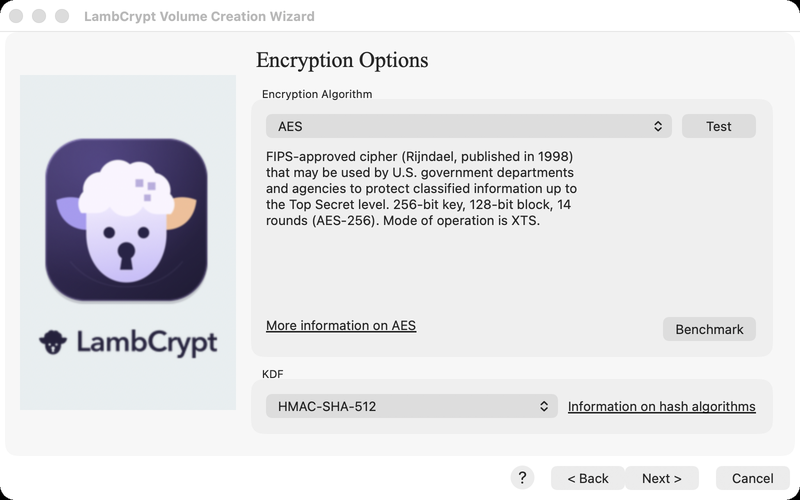 LambCrypt Volume Creation Wizard
Encryption Options
Encryption Algorithm
AES
Test
FIPS-approved cipher (Rijndael, published in 1998)
that may be used by U.S. government departments
and agencies to protect classified information up to
the Top Secret level. 256-bit key, 128-bit block, 14
rounds (AES-256). Mode of operation is XTS.
More information on AES
Benchmark
LambCrypt
KDF
HMAC-SHA-512
Information on hash algorithms
?
< Back
Next >
Cancel